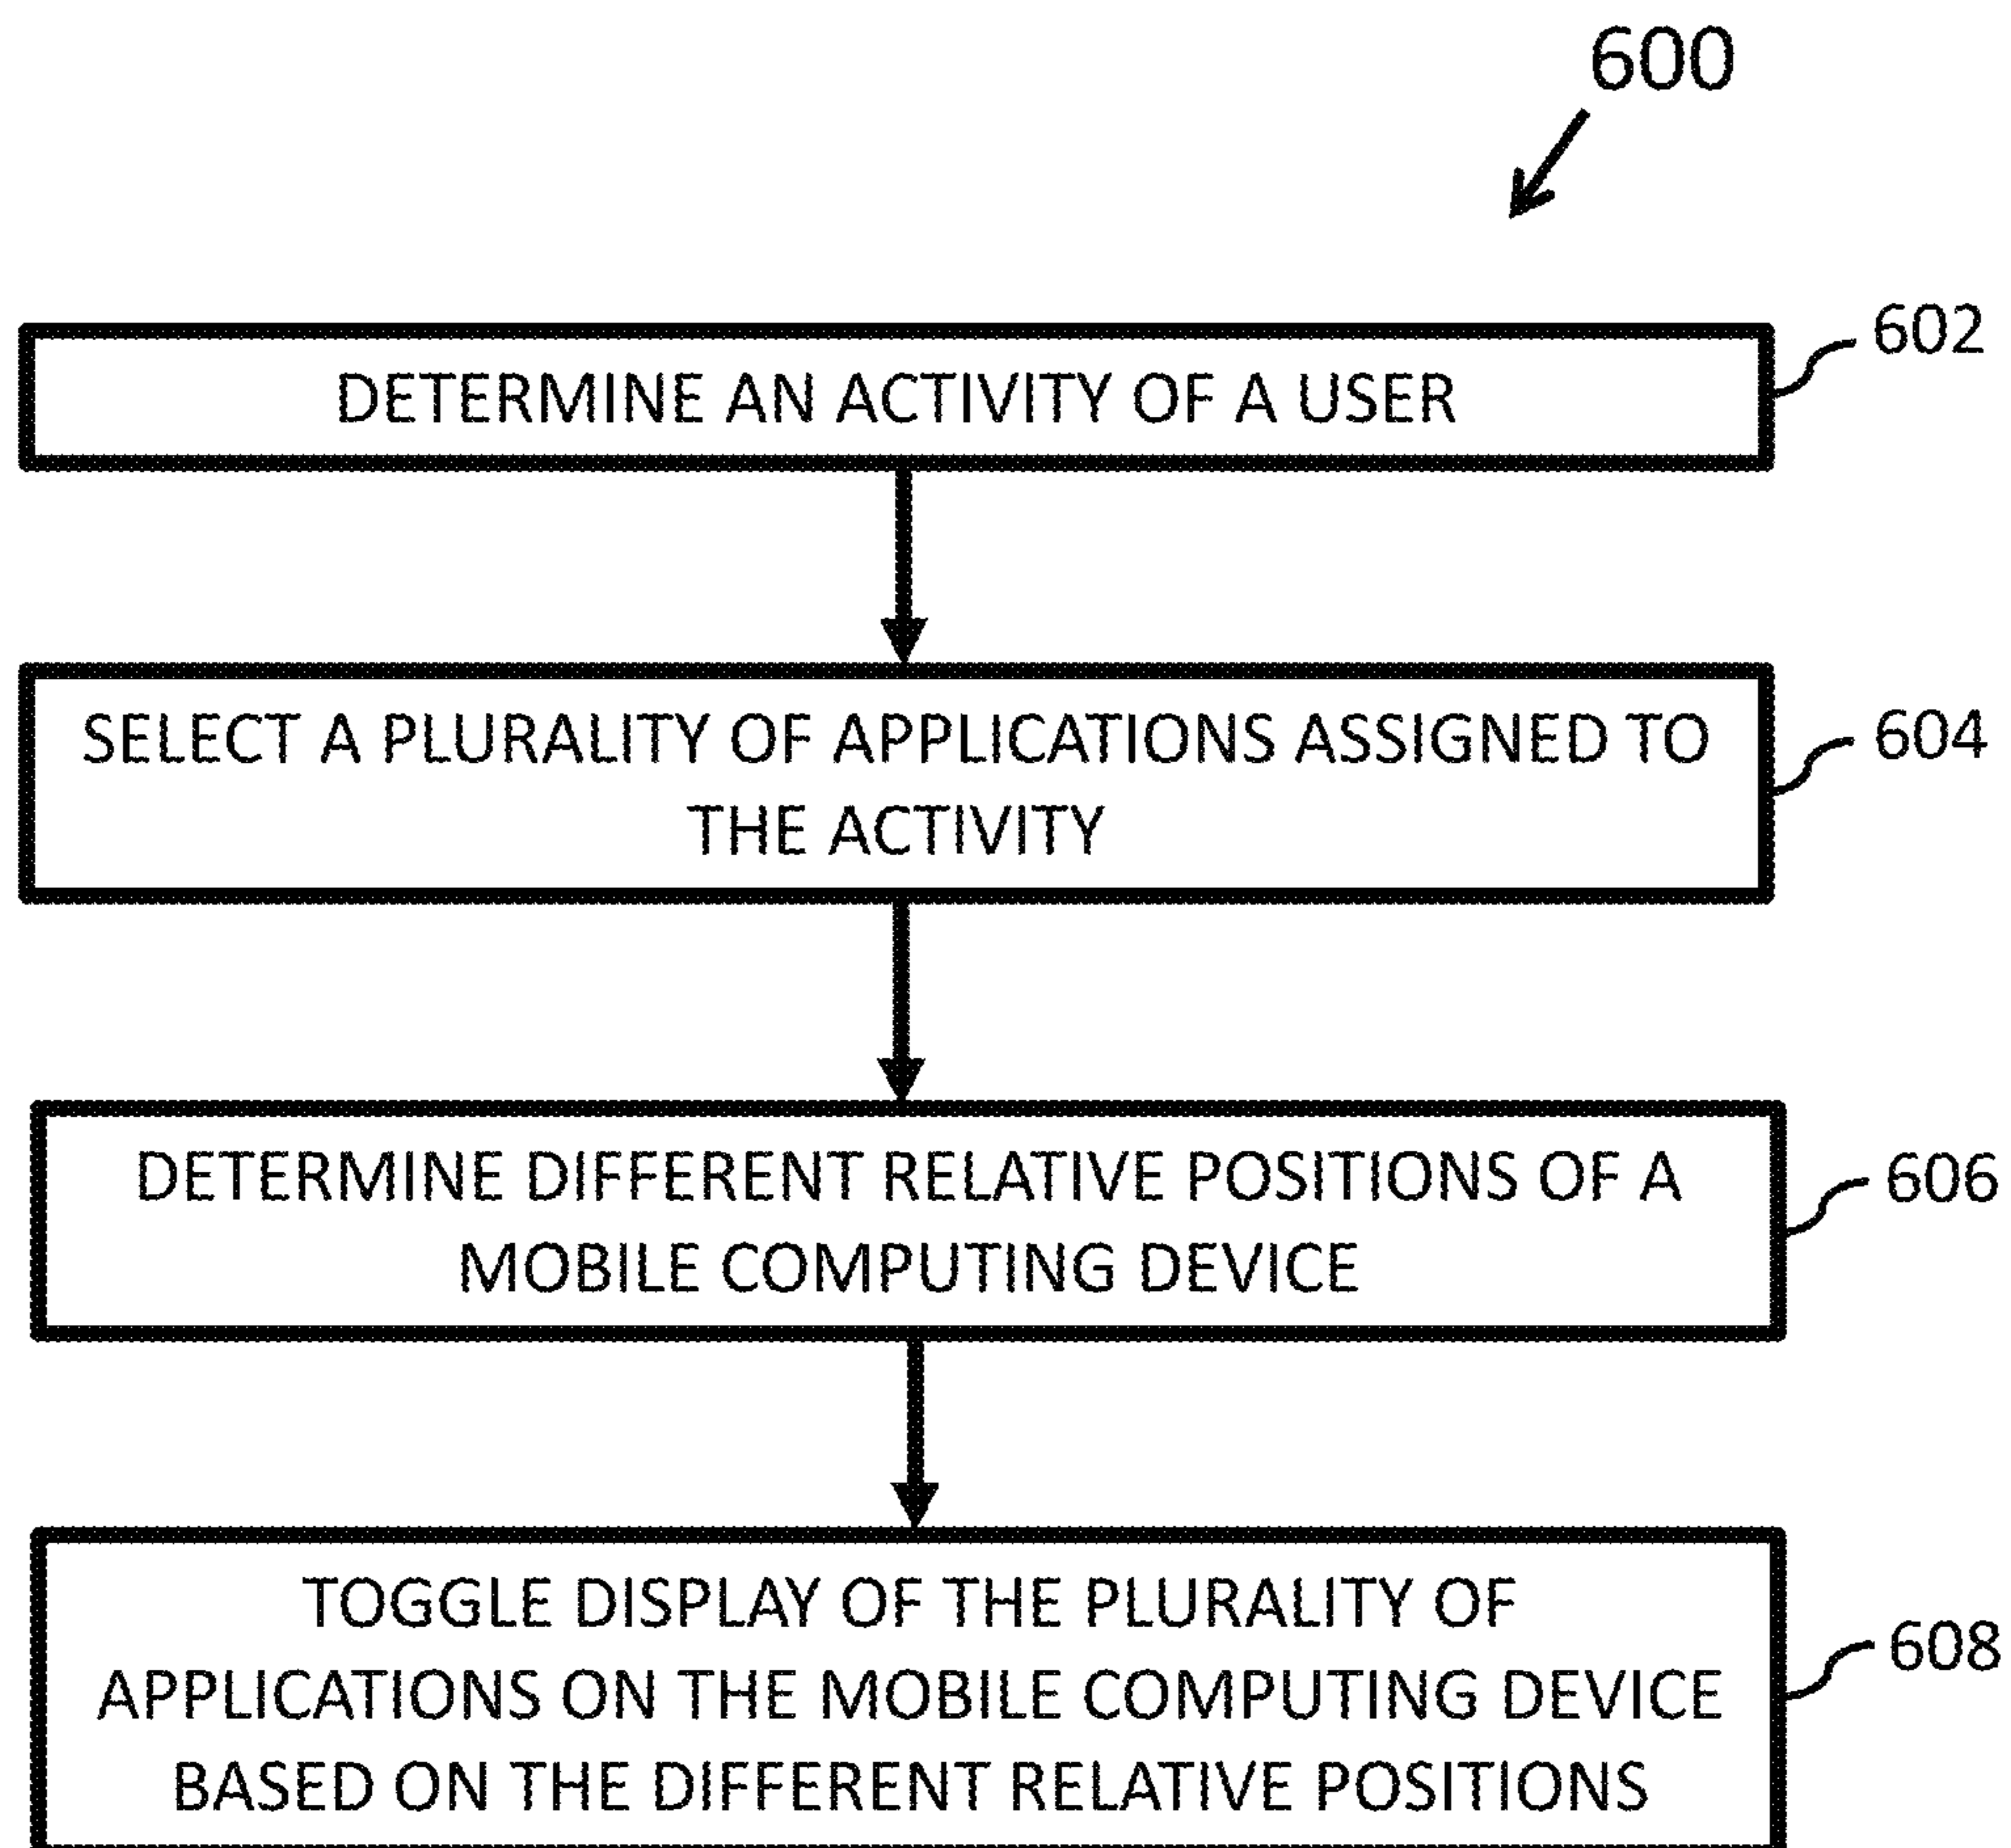 600
DETERMINE AN ACTIVITY OF A USER
602
SELECT A PLURALITY OF APPLICATIONS ASSIGNED TO
THE ACTIVITY
604
DETERMINE DIFFERENT RELATIVE POSITIONS OF A
MOBILE COMPUTING DEVICE
606
TOGGLE DISPLAY OF THE PLURALITY OF
APPLICATIONS ON THE MOBILE COMPUTING DEVICE
BASED ON THE DIFFERENT RELATIVE POSITIONS
608